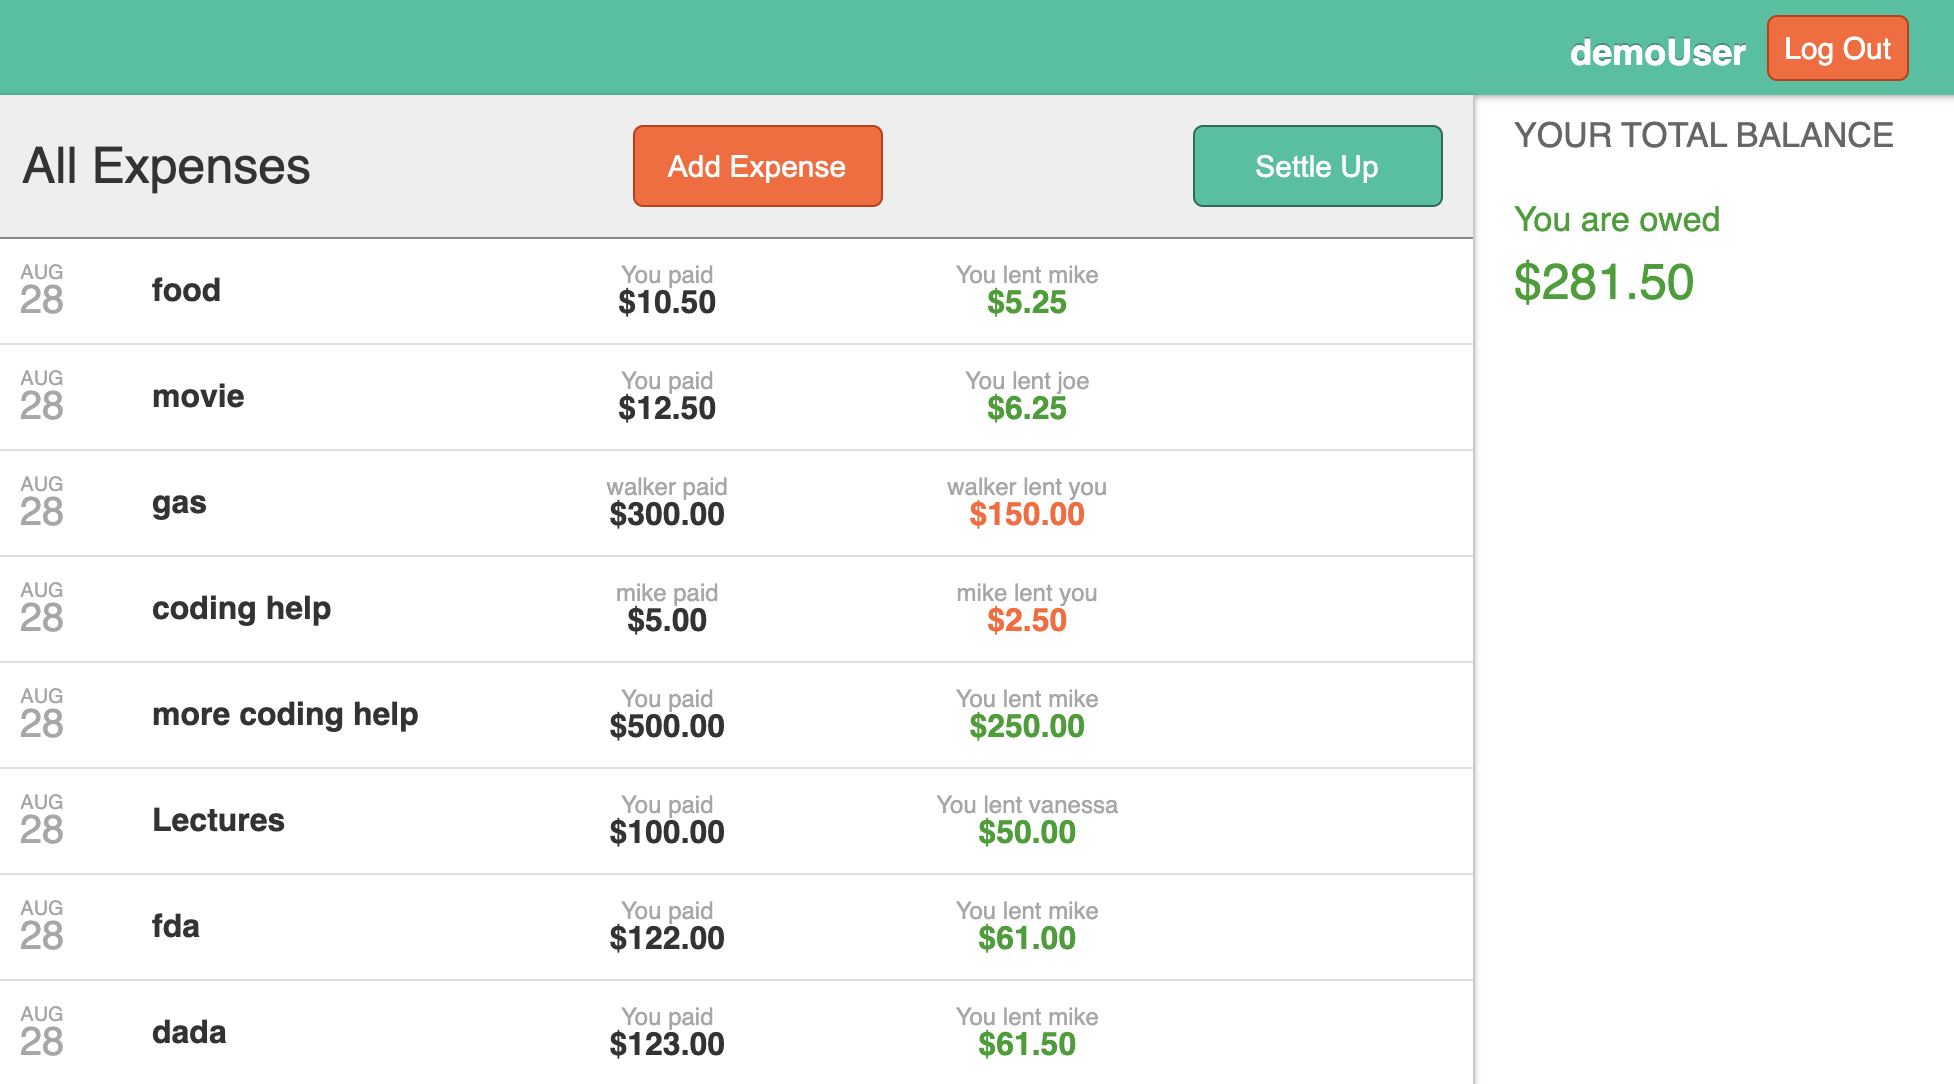 demoUser
Log Out
All Expenses
Add Expense
Settle Up
YOUR TOTAL BALANCE
You are owed
$281.50
AUG
28
food
You paid
$10.50
You lent mike
$5.25
AUG
28
movie
You paid
$12.50
You lent joe
$6.25
AUG
28
gas
walker paid
$300.00
walker lent you
$150.00
AUG
28
coding help
mike paid
$5.00
mike lent you
$2.50
AUG
28
more coding help
You paid
$500.00
You lent mike
$250.00
AUG
28
Lectures
You paid
$100.00
You lent vanessa
$50.00
AUG
28
fda
You paid
$122.00
You lent mike
$61.00
AUG
28
dada
You paid
$123.00
You lent mike
$61.50